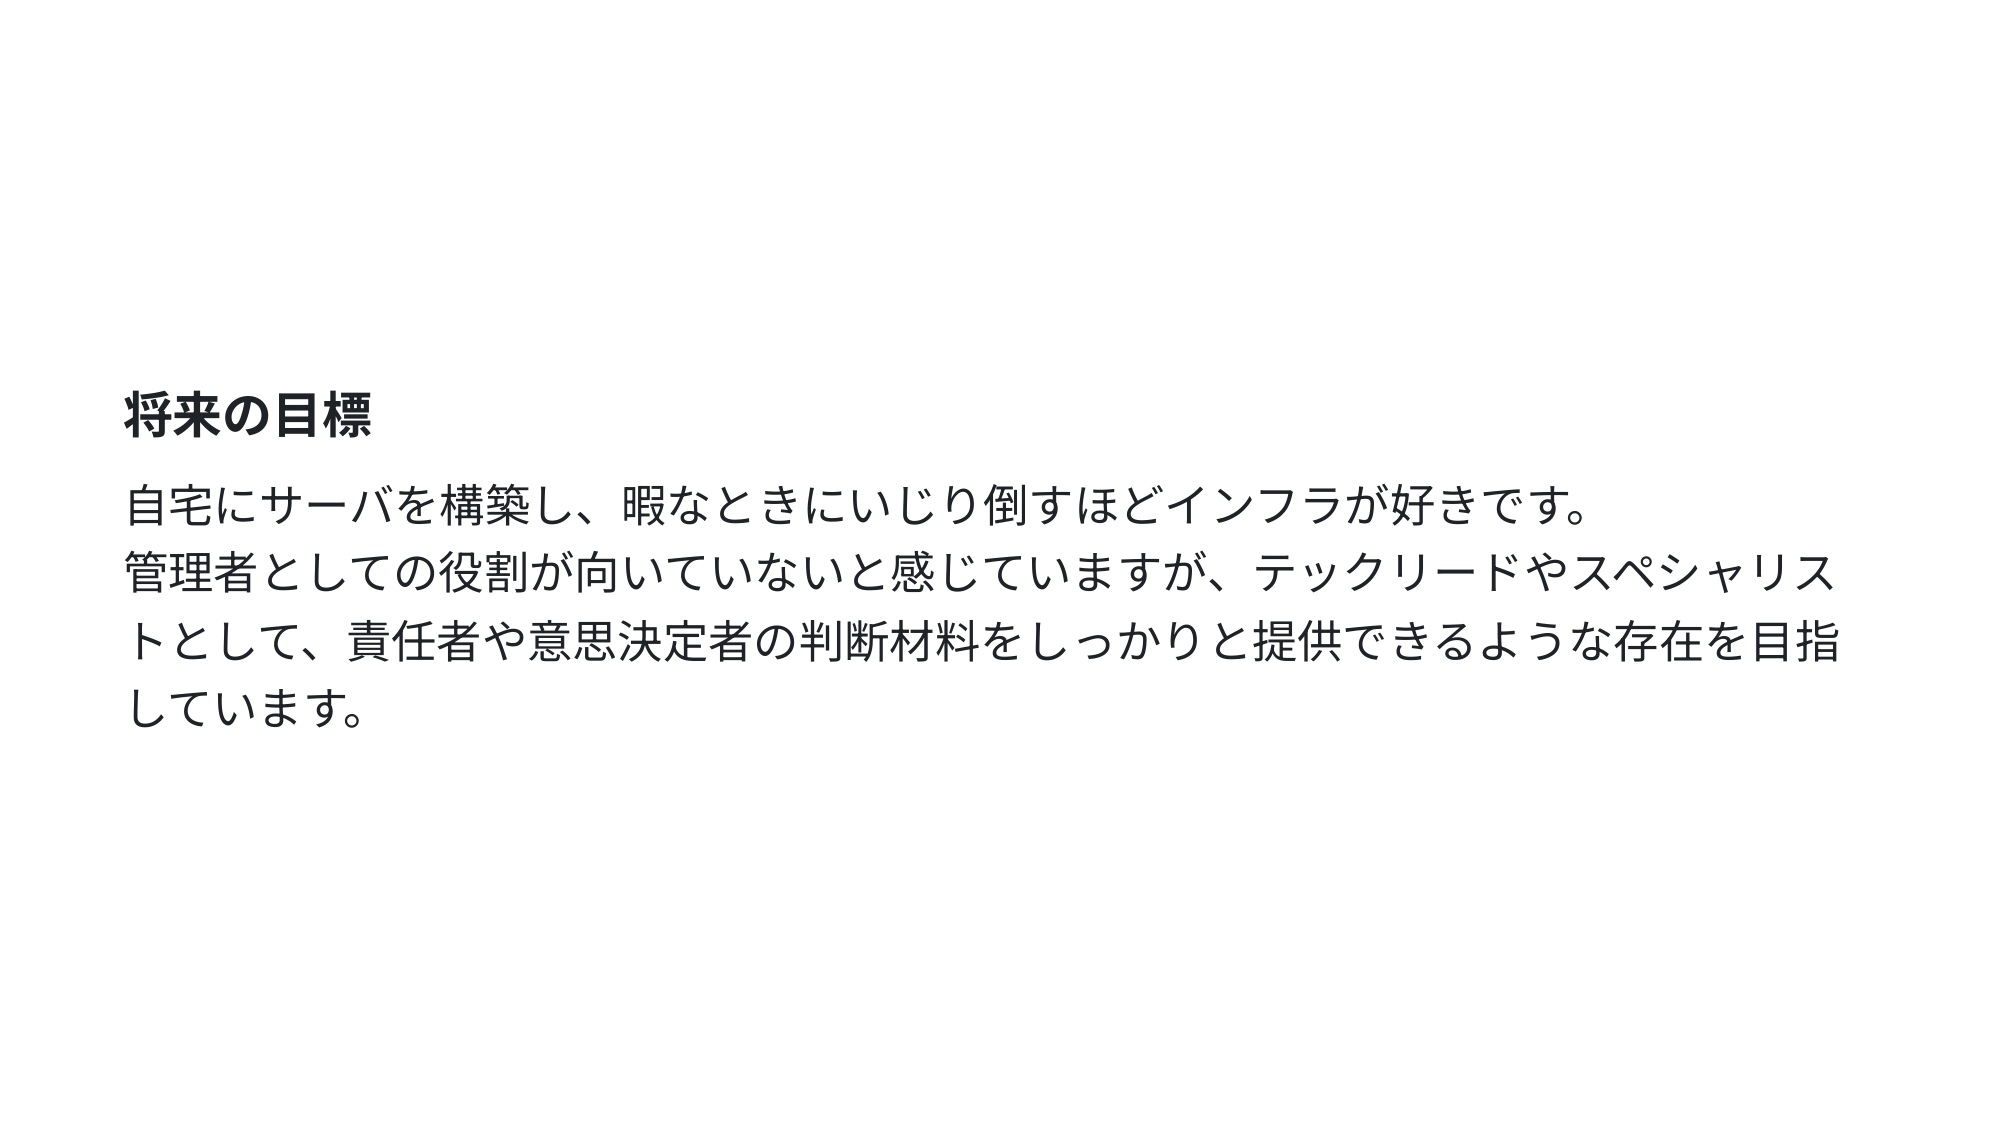 将来の目標
自宅にサーバを構築し、暇なときにいじり倒すほどインフラが好きです。
管理者としての役割が向いていないと感じていますが、テックリードやスペシャリス
トとして、責任者や意思決定者の判断材料をしっかりと提供できるような存在を目指
しています。